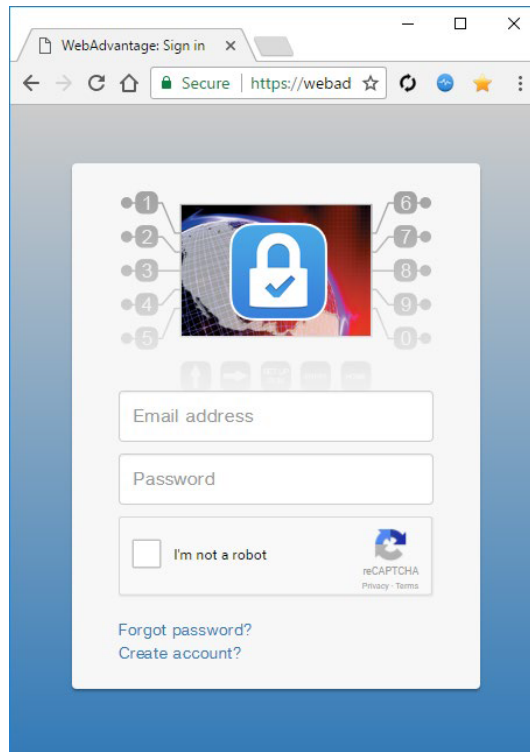 WebAdvantage: Sign in
Secure
https://webad
1
6
2
7
3
8
4
9
5
0
Email address
Password
I'm not a robot
reCAPTCHA
Privacy - Terms
Forgot password?
Create account?